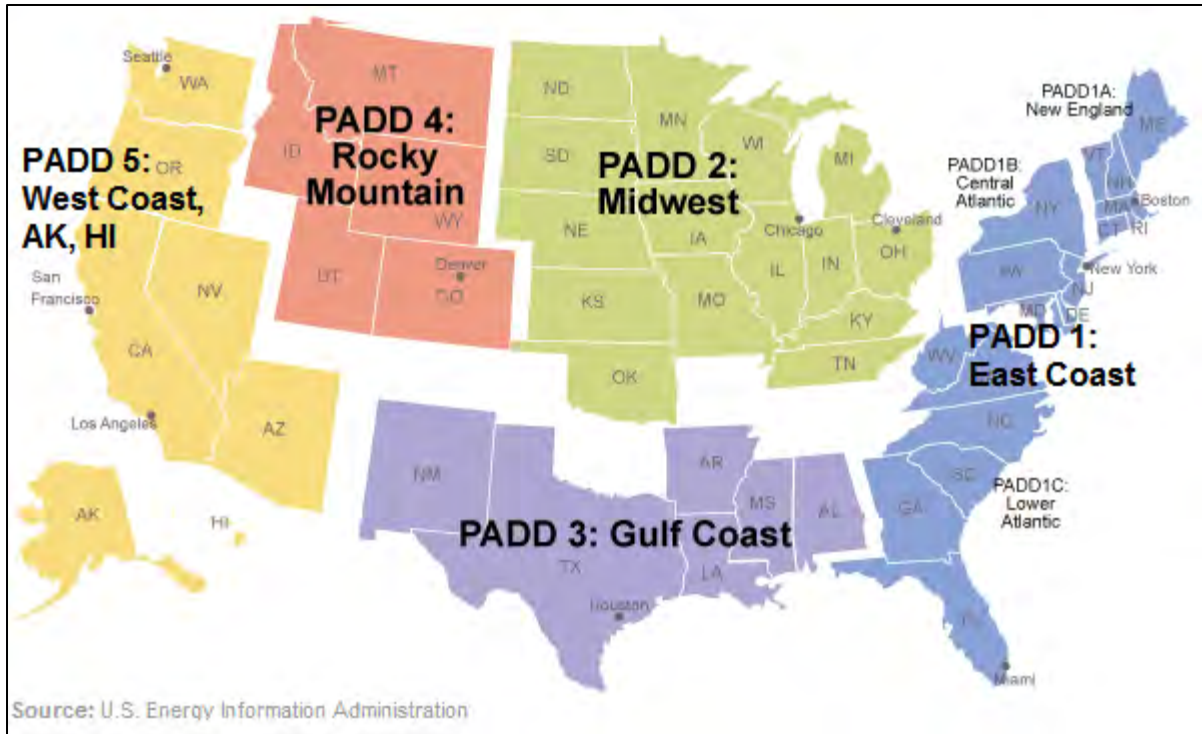 Seattle
WA
PADD 5:
OR
West Coast,
AK, HI
San
Francisco
NV
CA
Los Angeles
AZ
AK
HI
MT
PADD 4:
ID
Rocky
Mountain
WY
UT
Denver
CO
ND
MN
SD
WI
MI
PADD 2:
Midwest
NE
IA
Chicago
Cleveland
OH
IL
IN
KS
MO
KY
OK
TN
NM
AR
MS
AL
PADD 3: Gulf Coast
TX
LA
Houston
PADD1A:
New England
ME
VT
NH
PADD1B:
Central
Atlantic
NY
MA
Boston
CT
RI
PA
New York
NJ
MD
DE
PADD 1:
WV
East Coast
NC
SC
GA
PADD1C:
Lower
Atlantic
FL
Miami
Source: U.S. Energy Information Administration